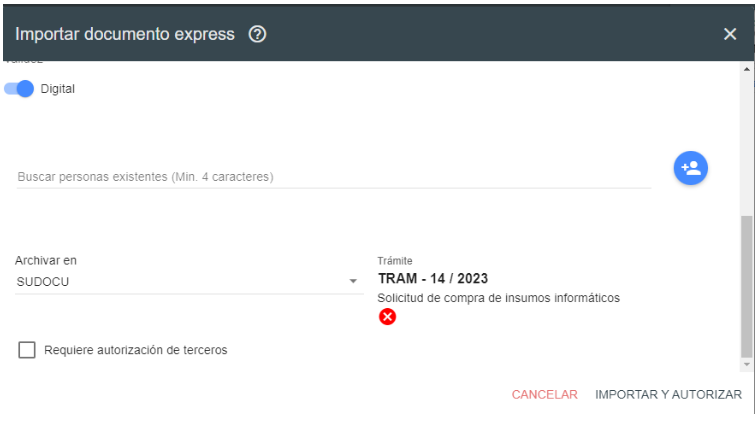 Importar documento express
Digital
Buscar personas existentes (Min. 4 caracteres)
Archivar en
SUDOCU
Trámite
TRAM - 14 / 2023
Solicitud de compra de insumos informáticos
Requiere autorización de terceros
CANCELAR IMPORTAR Y AUTORIZAR